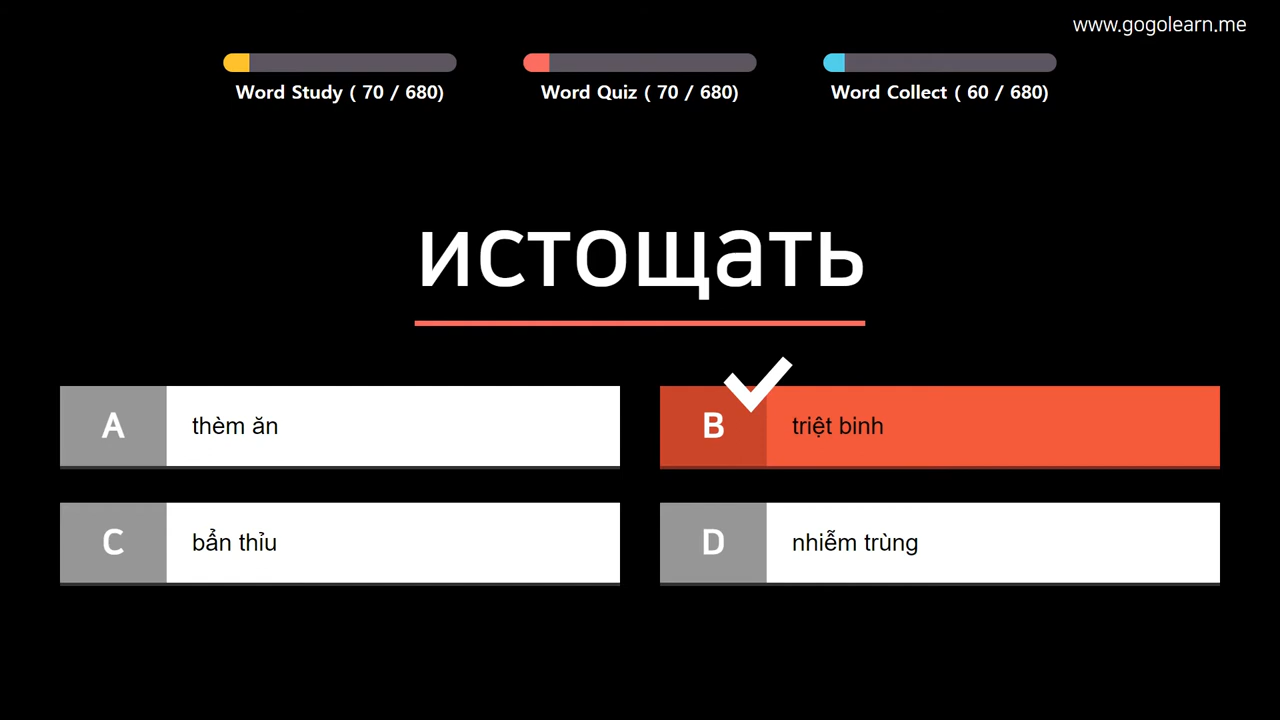 www.gogolearn.me
Word Study ( 70 / 680)
Word Quiz ( 70 / 680)
Word Collect ( 60 / 680)
истощать
A thèm ăn
B triệt binh
C bẩn thỉu
D nhiễm trùng